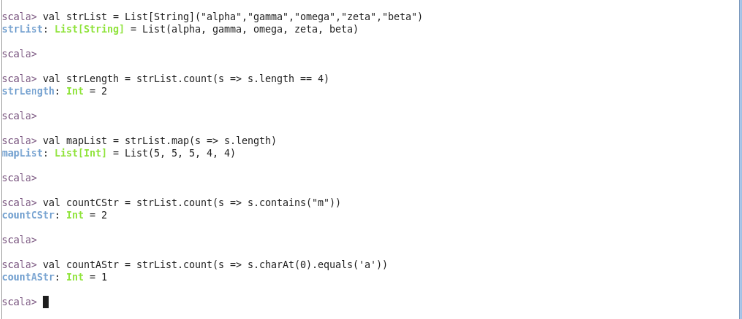 scala> val strList = List[String]("alpha","gamma","omega","zeta","beta")
strList: List[String] = List(alpha, gamma, omega, zeta, beta)
scala>
scala> val strLength = strList.count(s => s.length == 4)
strLength: Int = 2
scala>
scala> val mapList = strList.map(s => s.length)
mapList: List[Int] = List(5, 5, 5, 4, 4)
scala>
scala> val countCStr = strList.count(s => s.contains("m"))
countCStr: Int = 2
scala>
scala> val countAStr = strList.count(s => s.charAt(0).equals('a'))
countAStr: Int = 1
scala>